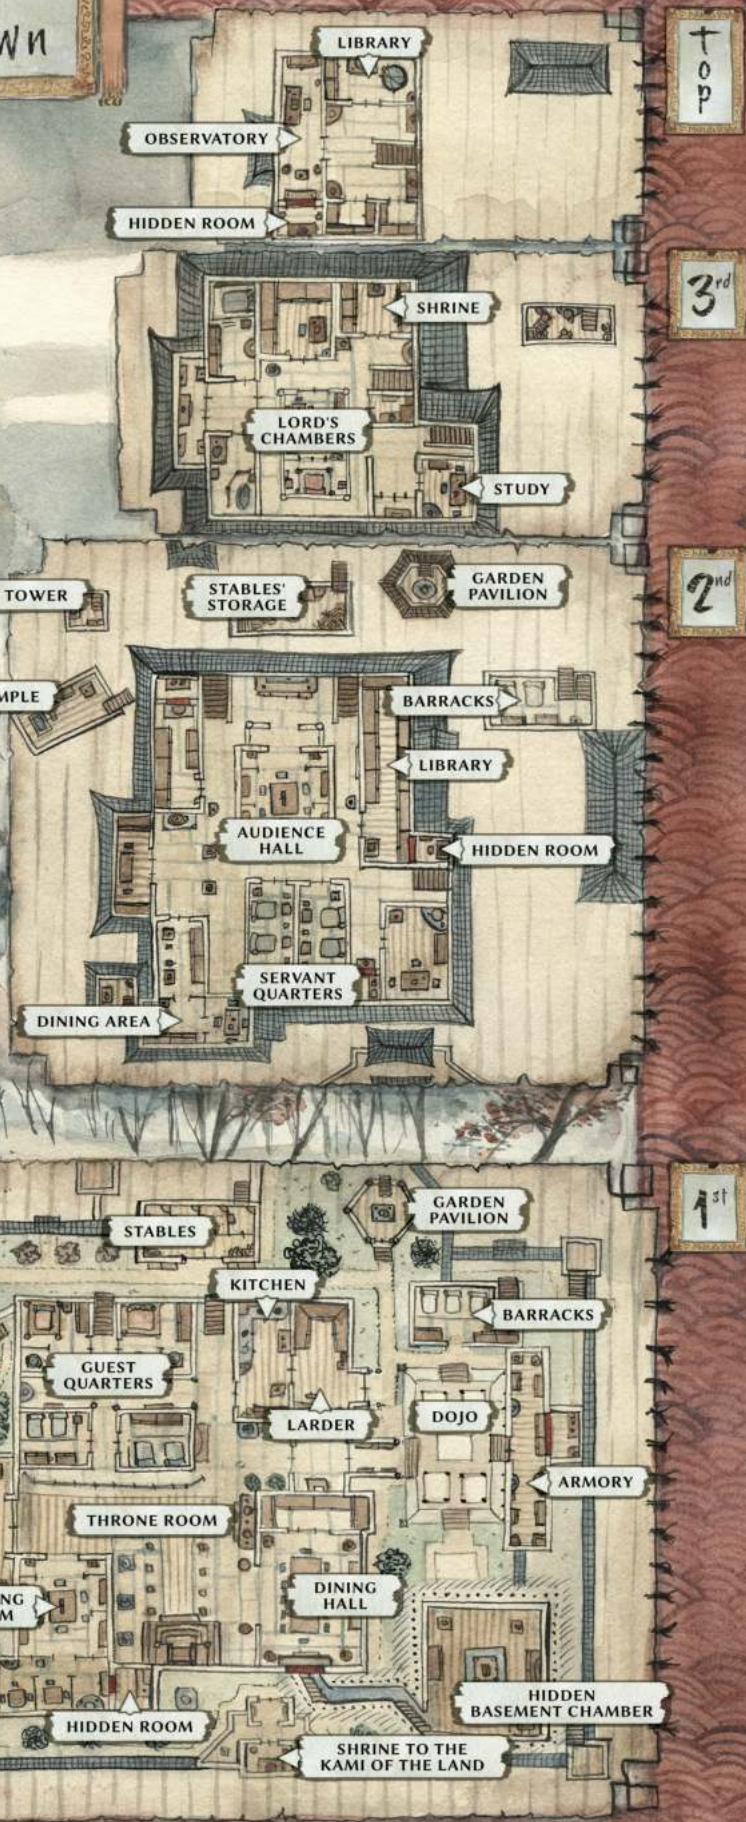 wn
Top
LIBRARY
OBSERVATORY
HIDDEN ROOM
3rd
SHRINE
LORD'S
CHAMBERS
STUDY
2nd
TOWER
STABLES'
STORAGE
GARDEN
PAVILION
MPLE
BARRACKS
LIBRARY
AUDIENCE
HALL
HIDDEN ROOM
SERVANT
QUARTERS
DINING AREA
1st
STABLES
GARDEN
PAVILION
KITCHEN
BARRACKS
GUEST
QUARTERS
LARDER
DOJO
ARMORY
THRONE ROOM
DINING
HALL
NG
M
HIDDEN ROOM
HIDDEN
BASEMENT CHAMBER
SHRINE TO THE
KAMI OF THE LAND